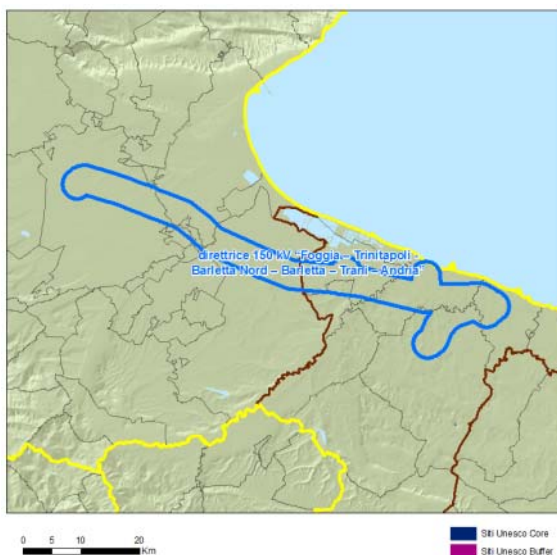 direttrice 150 kV "Foggia – Trinitapoli -
Barletta Nord – Barletta – Trani – Andria"
0 5 10 20
Km
Siti Unesco Core
Siti Unesco Buffer